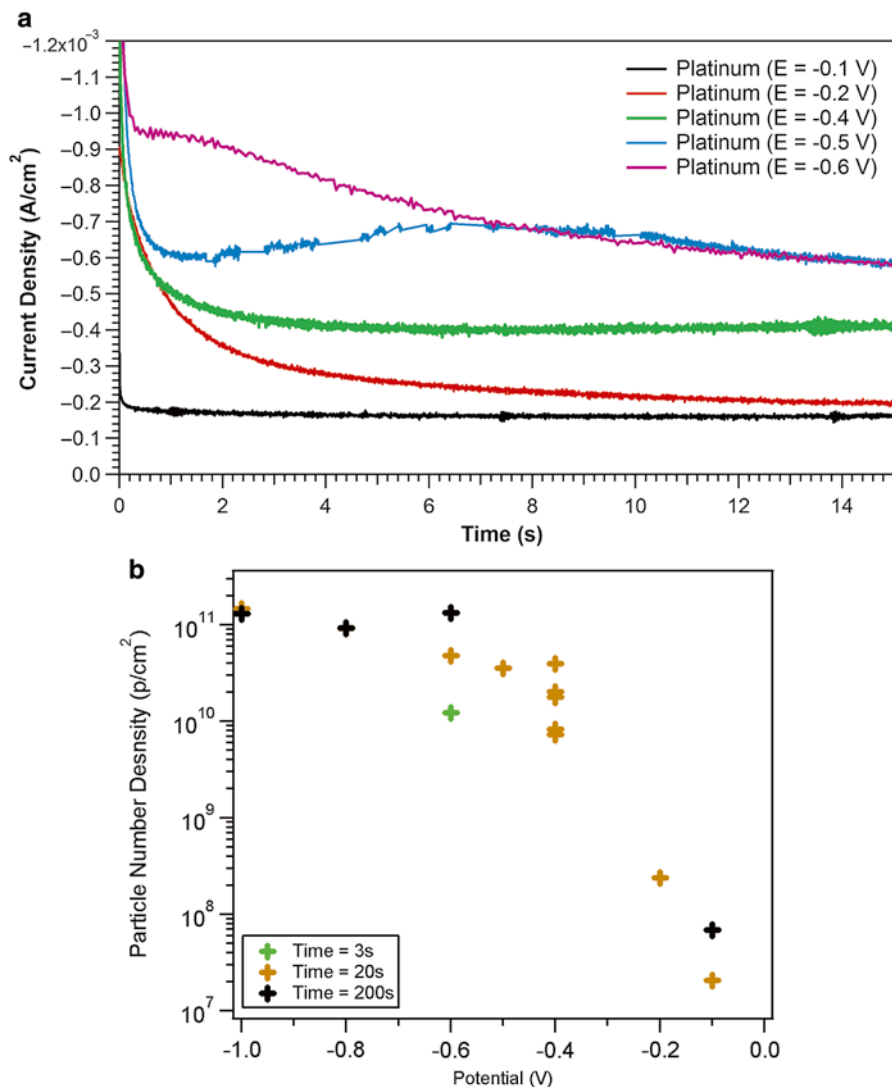 a
−1.2x10⁻³
−1.1
−1.0
−0.9
−0.8
−0.7
−0.6
−0.5
−0.4
−0.3
−0.2
−0.1
0.0
Current Density (A/cm²)
Platinum (E = -0.1 V)
Platinum (E = -0.2 V)
Platinum (E = -0.4 V)
Platinum (E = -0.5 V)
Platinum (E = -0.6 V)
0 2 4 6 8 10 12 14
Time (s)
b
Particle Number Desnsity (p/cm²)
10¹¹
10¹⁰
10⁹
10⁸
10⁷
Time = 3s
Time = 20s
Time = 200s
-1.0 -0.8 -0.6 -0.4 -0.2 0.0
Potential (V)